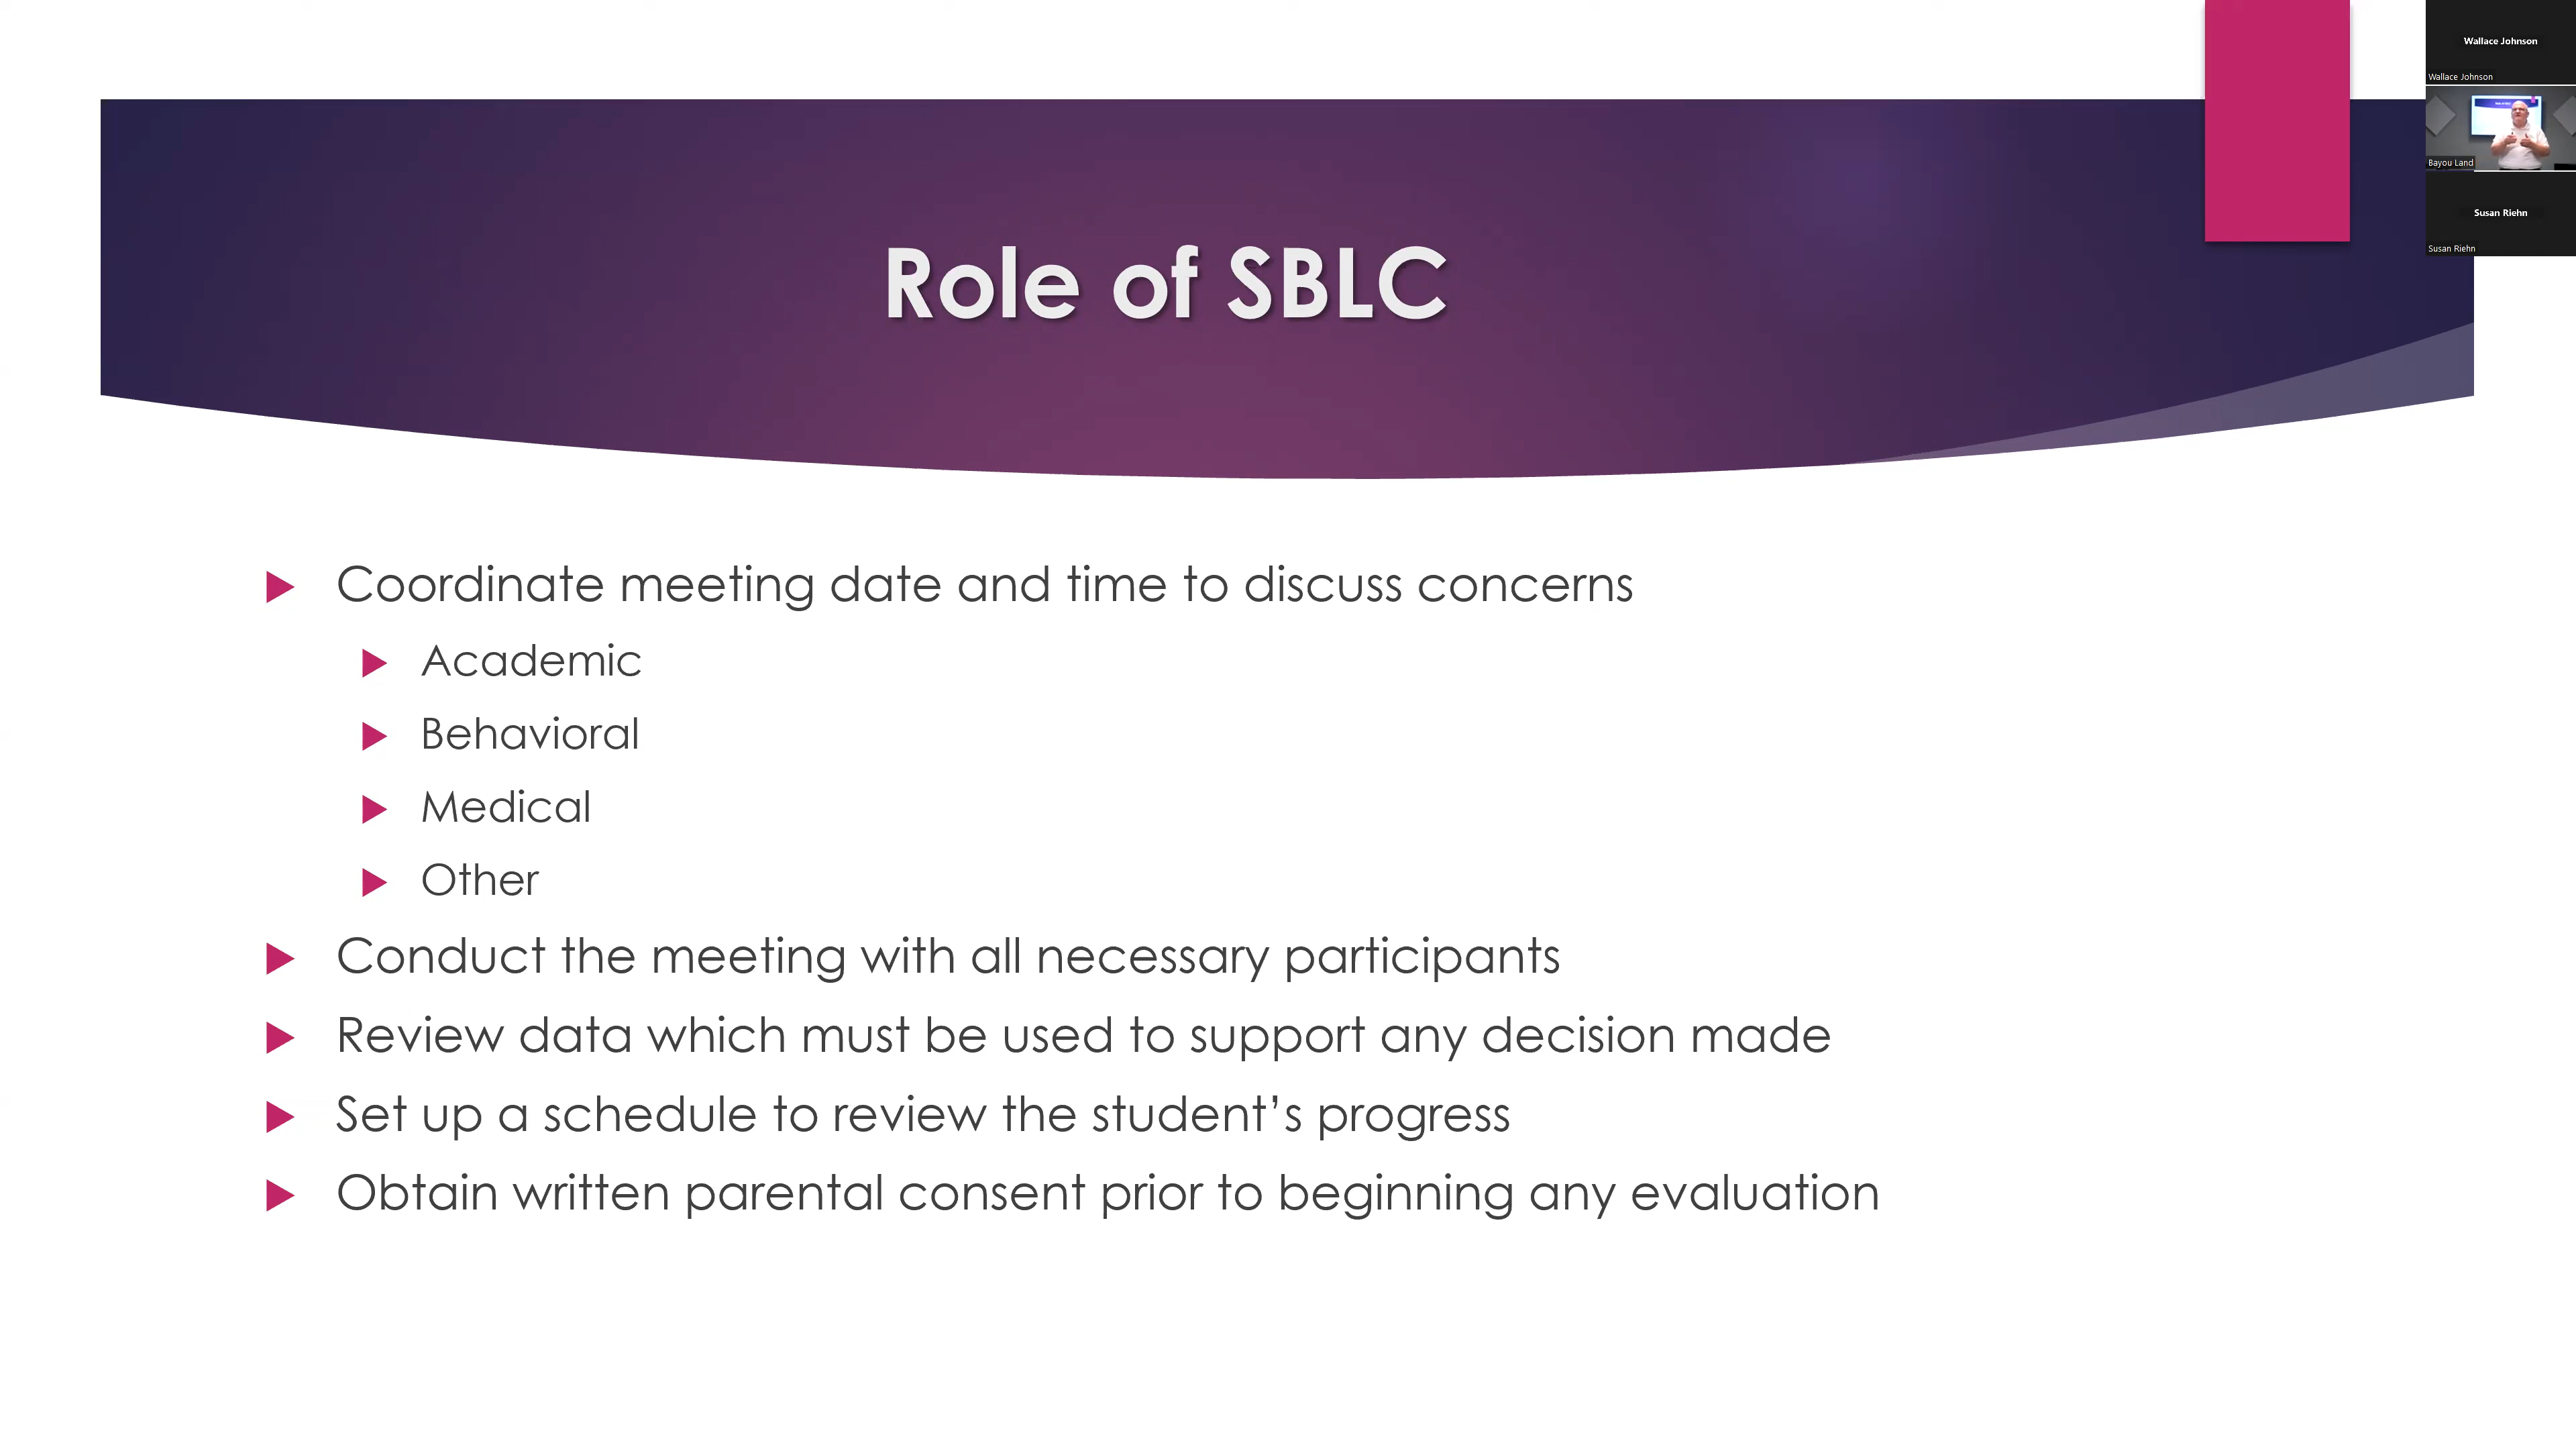 Role of SBLC
Coordinate meeting date and time to discuss concerns
Academic
Behavioral
Medical
Other
Conduct the meeting with all necessary participants
Review data which must be used to support any decision made
Set up a schedule to review the student’s progress
Obtain written parental consent prior to beginning any evaluation
Wallace Johnson
Wallace Johnson
Bayou Land
Susan Riehn
Susan Riehn